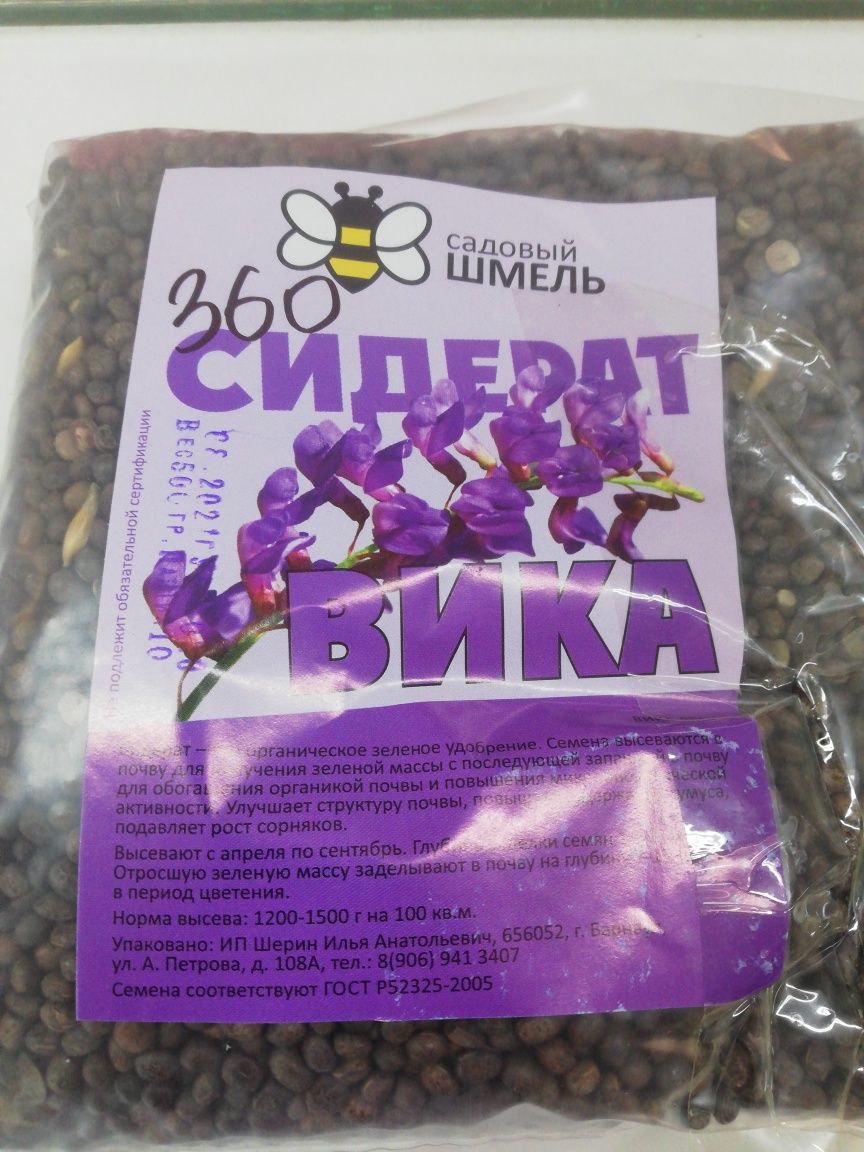 садовый
ШМЕЛЬ
360
СИДЕРАТ
ВИКА
подлежит обязательной сертификации
Сидерат – органическое зеленое удобрение. Семена высеваются в
почву для получения зеленой массы с последующей почву
для обогащения органикой почвы и повышения
активности. Улучшает структуру почвы,
подавляет рост сорняков.
Высевают с апреля по сентябрь. семян
Отросшую зеленую массу заделывают в почву на
в период цветения.
Норма высева: 1200-1500 г на 100 кв.м.
Упаковано: ИП Шерин Илья Анатольевич, 656052, г.
ул. А. Петрова, д. 108А, тел.: 8(906) 941 3407
Семена соответствуют ГОСТ Р52325-2005